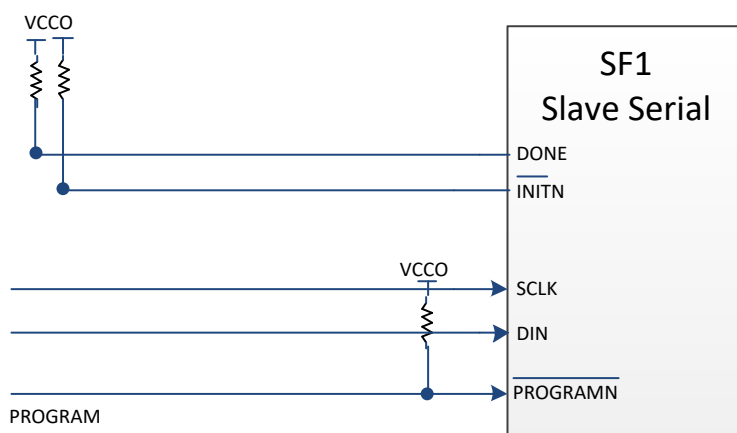 VCCO
SF1
Slave Serial
DONE
INITN
VCCO
SCLK
DIN
PROGRAMN
PROGRAM